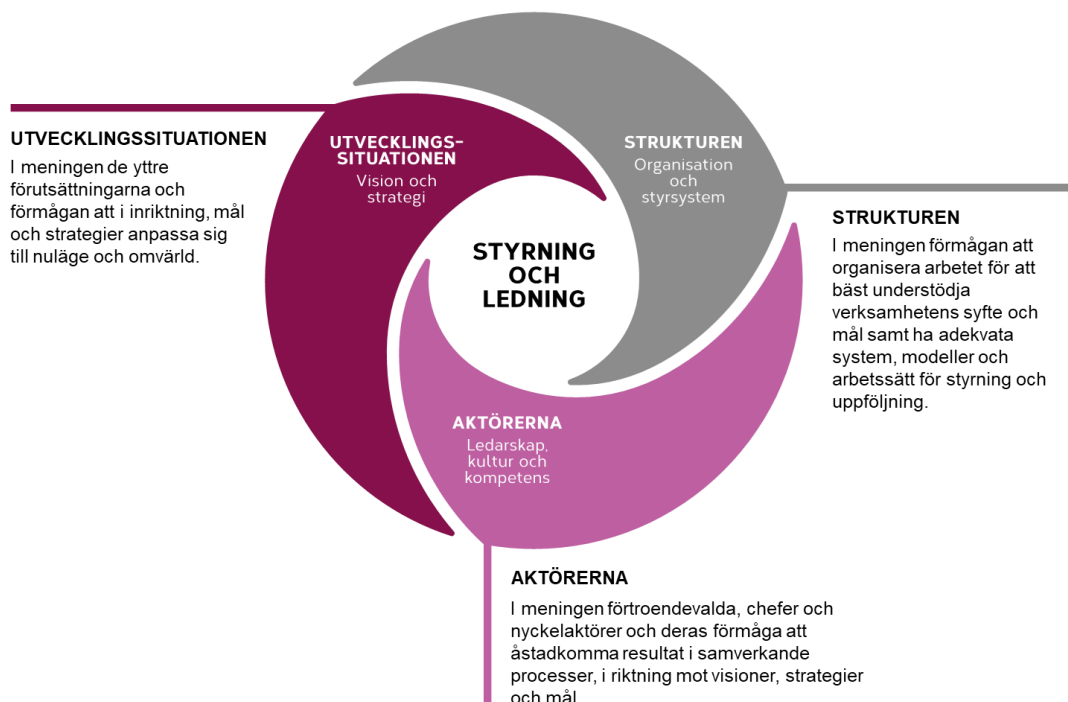 UTVECKLINGSSITUATIONEN
I meningen de yttre
förutsättningarna och
förmågan att i inriktning, mål
och strategier anpassa sig
till nuläge och omvärld.
UTVECKLINGS-
SITUATIONEN
Vision och
strategi
STRUKTUREN
Organisation
och
styrsystem
STYRNING
OCH
LEDNING
STRUKTUREN
I meningen förmågan att
organisera arbetet för att
bäst understödja
verksamhetens syfte och
mål samt ha adekvata
system, modeller och
arbetssätt för styrning och
uppföljning.
AKTÖRERNA
Ledarskap,
kultur och
kompetens
AKTÖRERNA
I meningen förtroendevalda, chefer och
nyckelaktörer och deras förmåga att
åstadkomma resultat i samverkande
processer, i riktning mot visioner, strategier
och mål